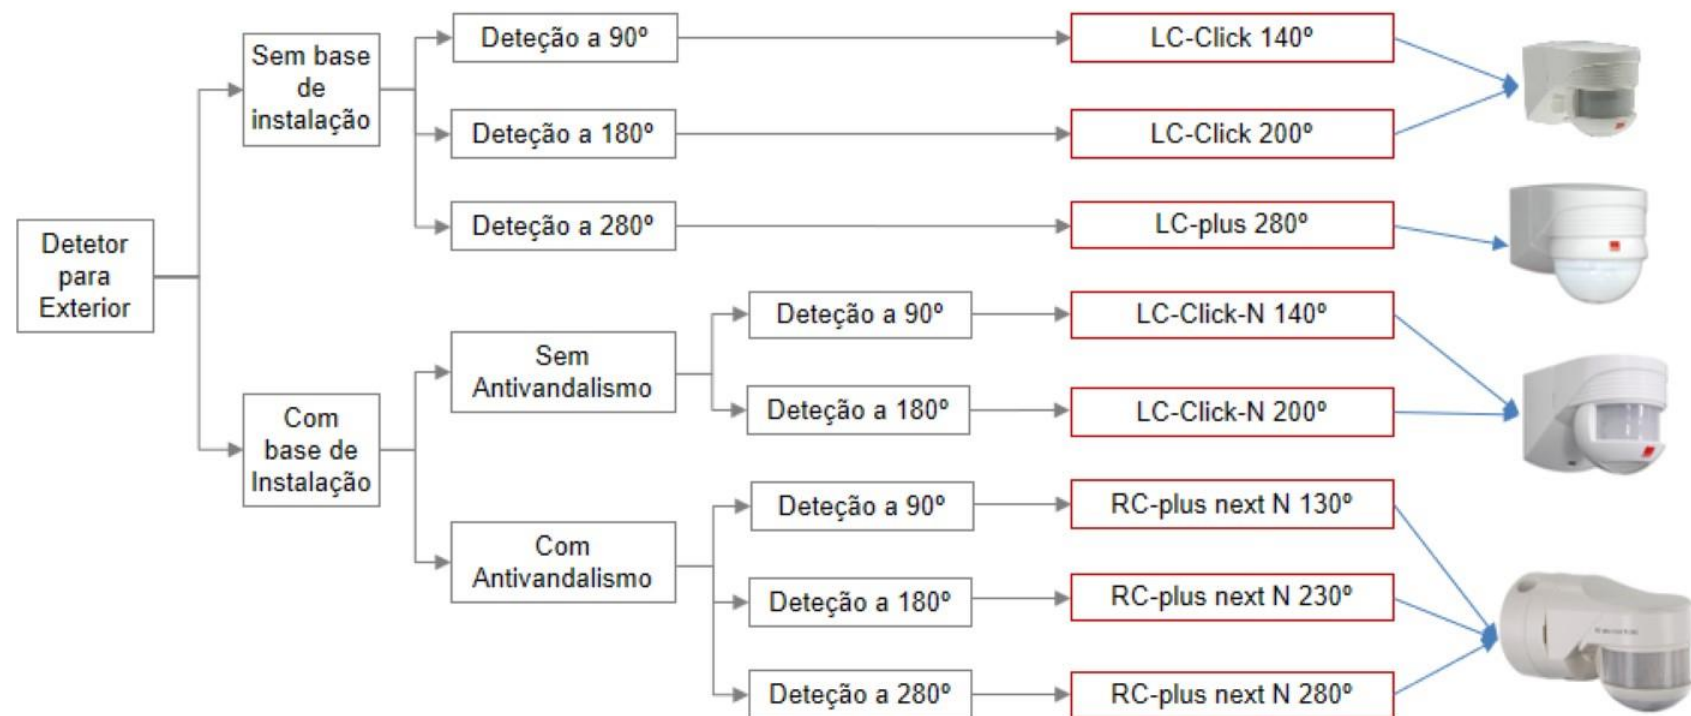 Detetor
para
Exterior
Sem base
de
instalação
Deteção a 90º
LC-Click 140º
Deteção a 180º
LC-Click 200º
Deteção a 280º
LC-plus 280º
Com
base de
Instalação
Sem
Antivandalismo
Deteção a 90º
LC-Click-N 140º
Deteção a 180º
LC-Click-N 200º
Com
Antivandalismo
Deteção a 90º
RC-plus next N 130º
Deteção a 180º
RC-plus next N 230º
Deteção a 280º
RC-plus next N 280º